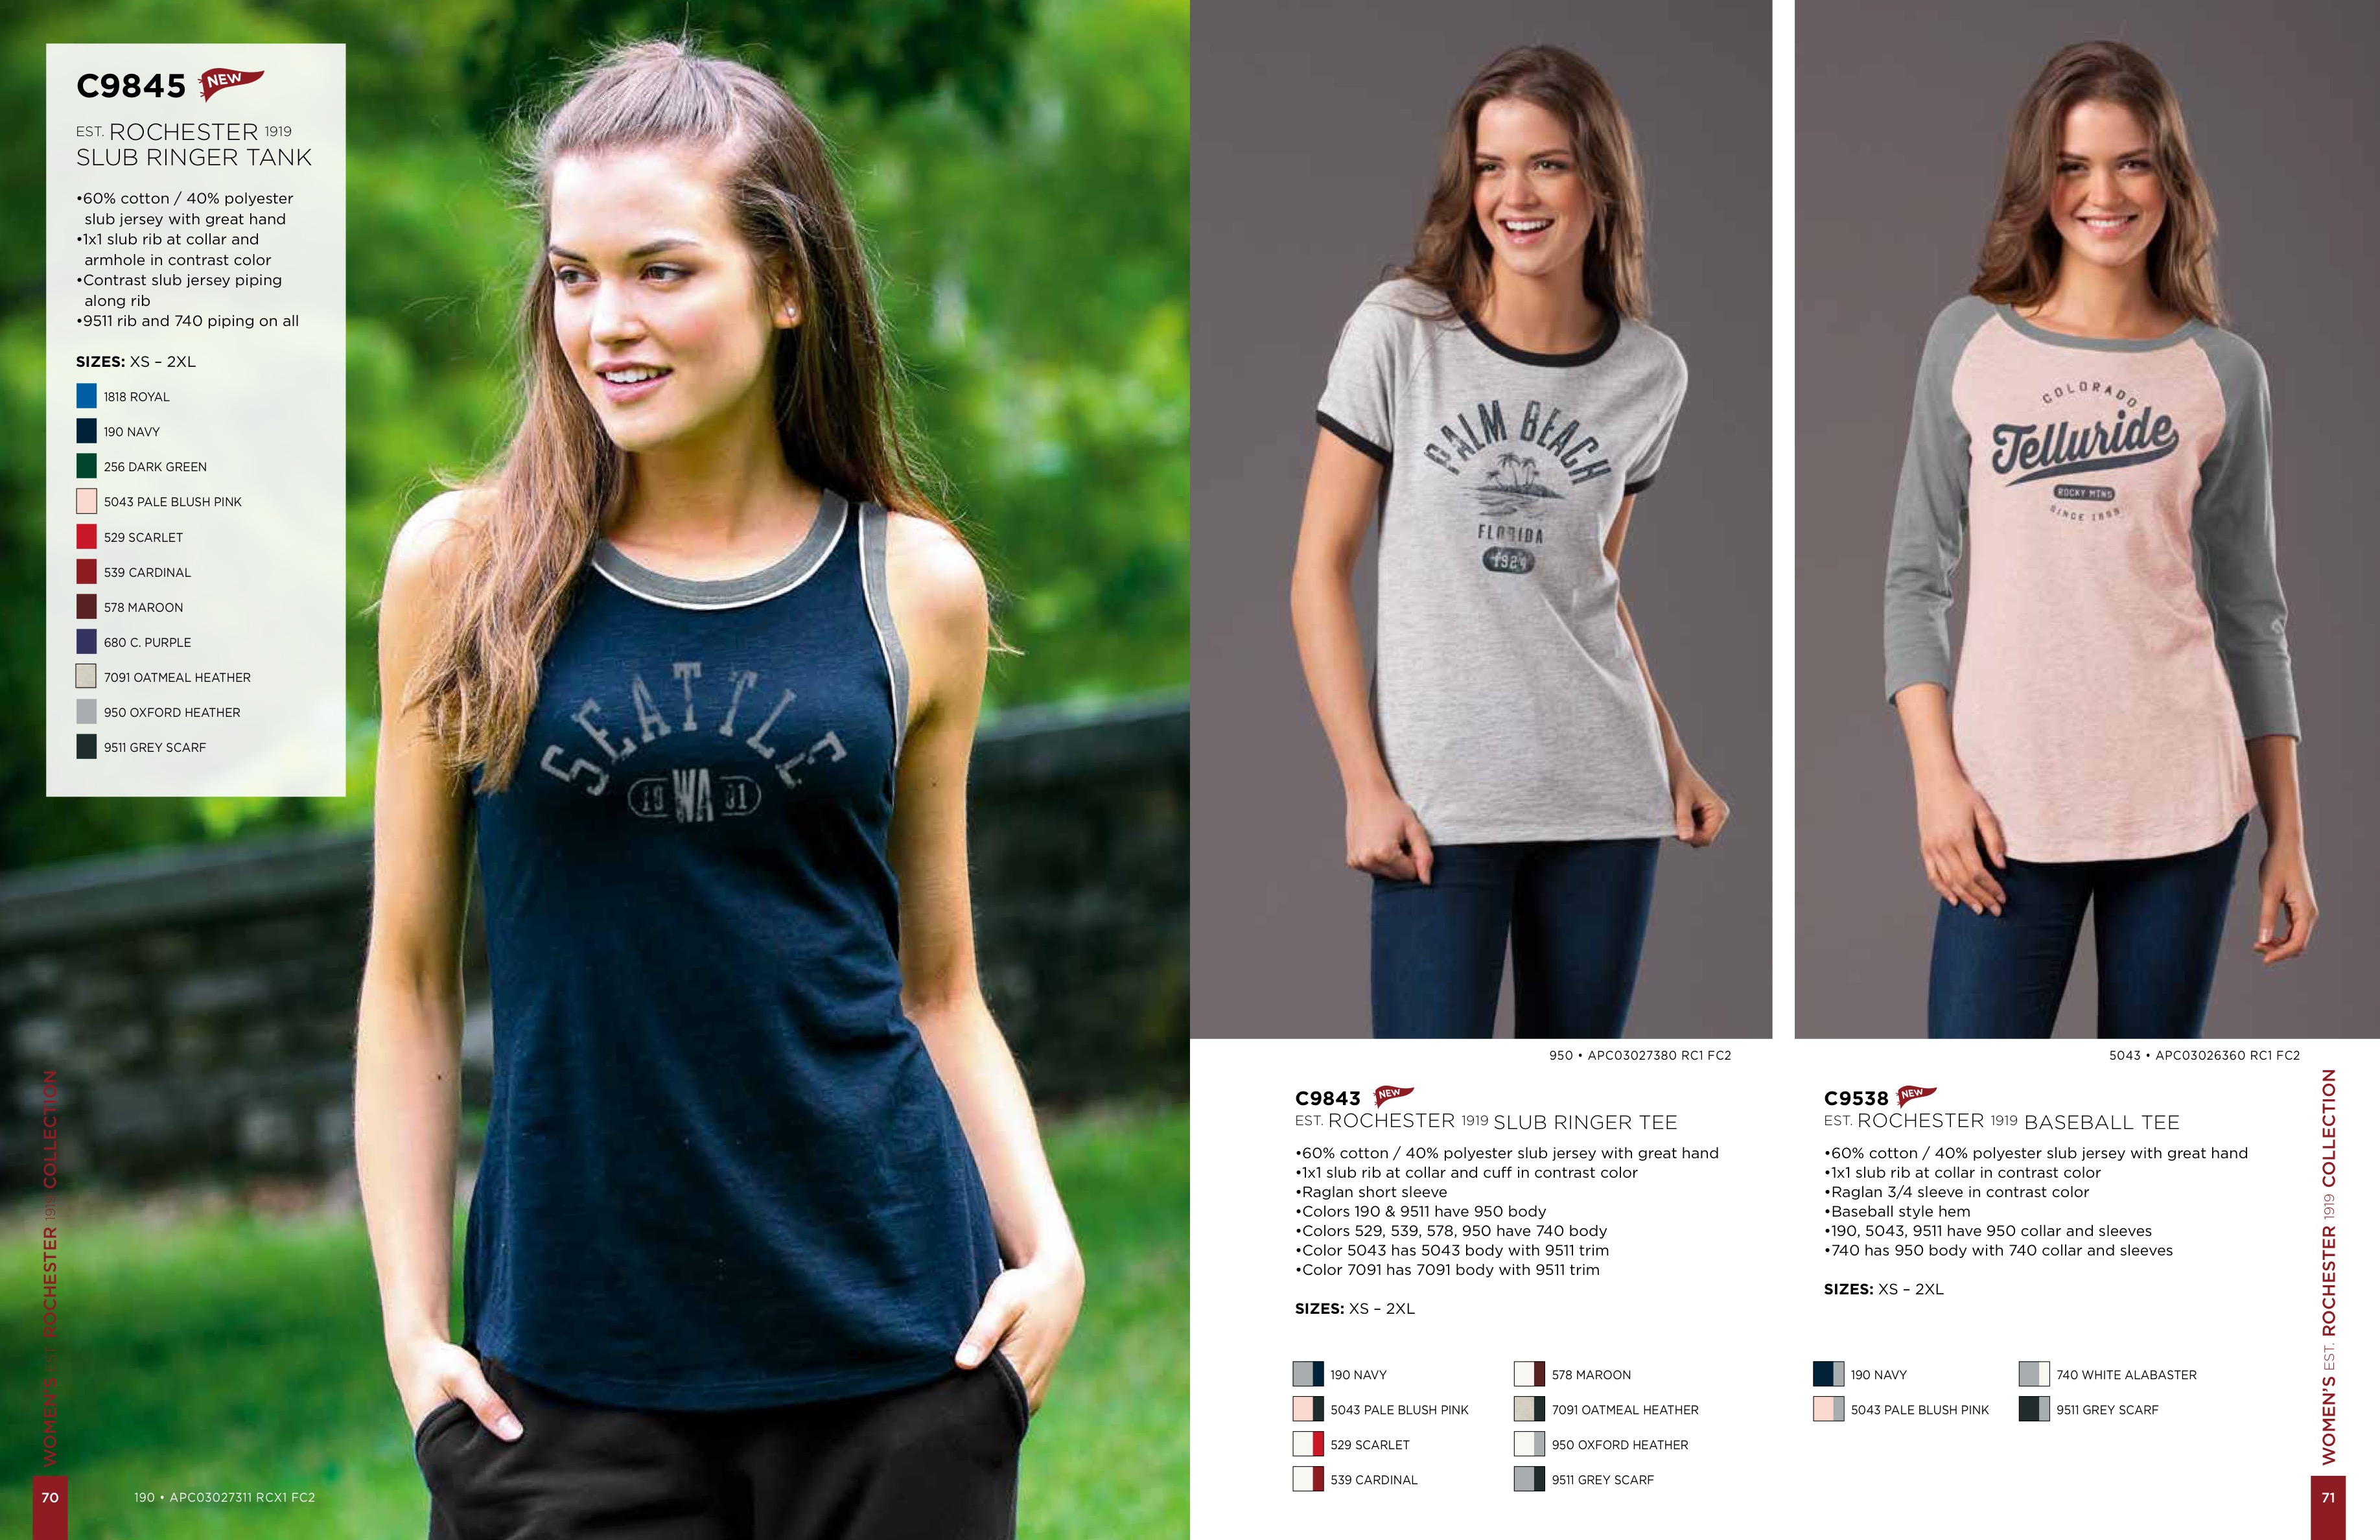 C9845 NEW
EST. ROCHESTER 1919
SLUB RINGER TANK
•60% cotton / 40% polyester
slub jersey with great hand
•1x1 slub rib at collar and
armhole in contrast color
•Contrast slub jersey piping
along rib
•9511 rib and 740 piping on all
SIZES: XS – 2XL
1818 ROYAL
190 NAVY
256 DARK GREEN
5043 PALE BLUSH PINK
529 SCARLET
539 CARDINAL
578 MAROON
680 C. PURPLE
7091 OATMEAL HEATHER
950 OXFORD HEATHER
9511 GREY SCARF
SEATTLE
19 WA 01
WOMEN'S EST. ROCHESTER 1919 COLLECTION
70
190 • APC03027311 RCX1 FC2
PALM BEACH
FLORIDA
1924
950 • APC03027380 RC1 FC2
C9843 NEW
EST. ROCHESTER 1919 SLUB RINGER TEE
•60% cotton / 40% polyester slub jersey with great hand
•1x1 slub rib at collar and cuff in contrast color
•Raglan short sleeve
•Colors 190 & 9511 have 950 body
•Colors 529, 539, 578, 950 have 740 body
•Color 5043 has 5043 body with 9511 trim
•Color 7091 has 7091 body with 9511 trim
SIZES: XS – 2XL
190 NAVY
5043 PALE BLUSH PINK
529 SCARLET
539 CARDINAL
578 MAROON
7091 OATMEAL HEATHER
950 OXFORD HEATHER
9511 GREY SCARF
COLORADO
Telluride
ROCKY MTNS
SINCE 1898
5043 • APC03026360 RC1 FC2
C9538 NEW
EST. ROCHESTER 1919 BASEBALL TEE
•60% cotton / 40% polyester slub jersey with great hand
•1x1 slub rib at collar in contrast color
•Raglan 3/4 sleeve in contrast color
•Baseball style hem
•190, 5043, 9511 have 950 collar and sleeves
•740 has 950 body with 740 collar and sleeves
SIZES: XS – 2XL
190 NAVY
5043 PALE BLUSH PINK
740 WHITE ALABASTER
9511 GREY SCARF
WOMEN'S EST. ROCHESTER 1919 COLLECTION
71